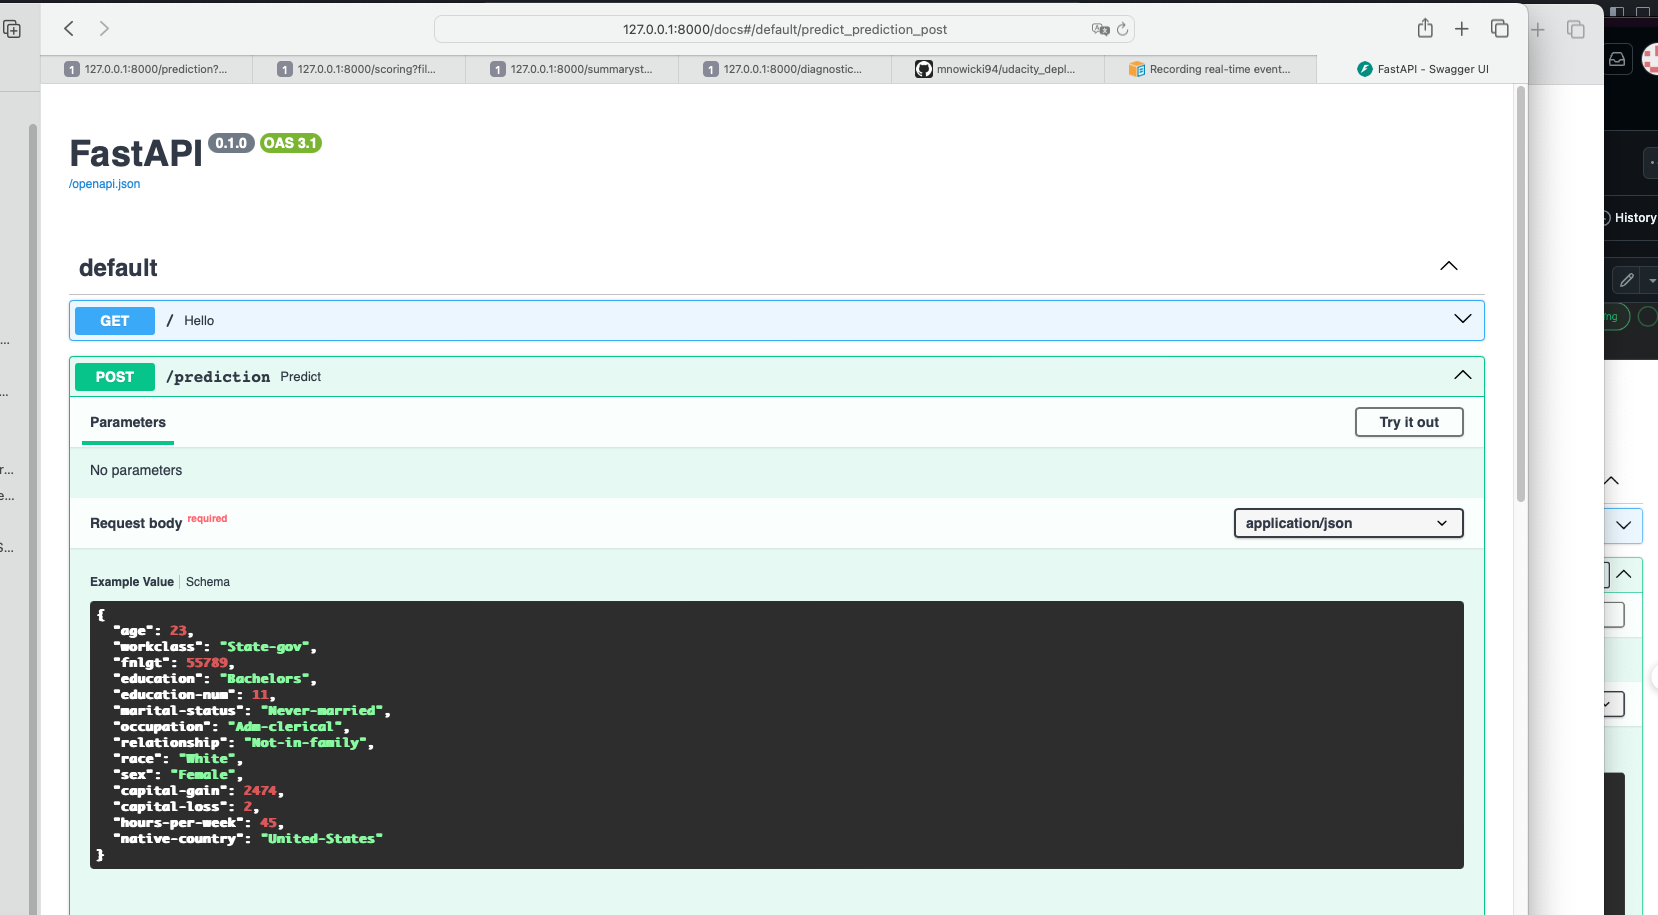 127.0.0.1:8000/docs#/default/predict_prediction_post
1 127.0.0.1:8000/prediction?...
1 127.0.0.1:8000/scoring?fil...
1 127.0.0.1:8000/summaryst...
1 127.0.0.1:8000/diagnostic...
mnowicki94/udacity_depl...
Recording real-time event...
FastAPI - Swagger UI
FastAPI 0.1.0 OAS 3.1
/openapi.json
default
GET / Hello
POST /prediction Predict
Parameters
Try it out
No parameters
Request body required
application/json
Example Value Schema
{
"age": 23,
"workclass": "State-gov",
"fnlgt": 55789,
"education": "Bachelors",
"education-num": 11,
"marital-status": "Never-married",
"occupation": "Adm-clerical",
"relationship": "Not-in-family",
"race": "White",
"sex": "Female",
"capital-gain": 2474,
"capital-loss": 2,
"hours-per-week": 45,
"native-country": "United-States"
}
History